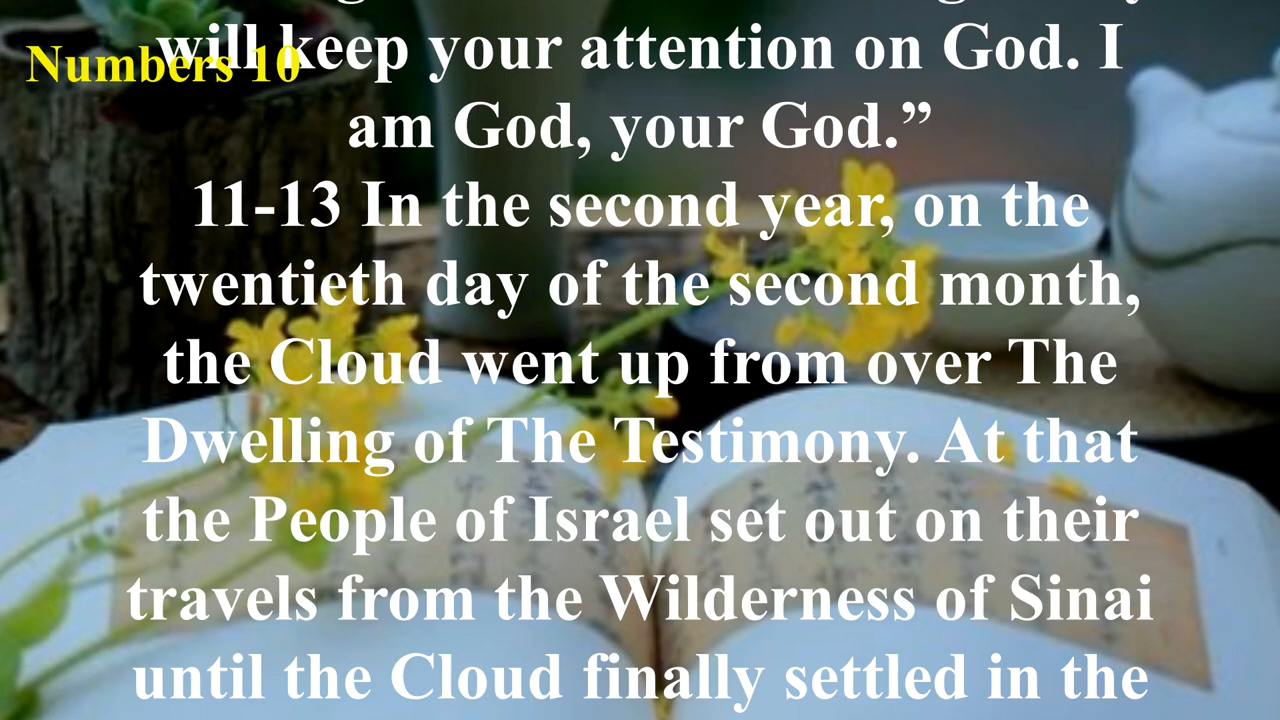 Numbers 10
will keep your attention on God. I
am God, your God.”
11-13 In the second year, on the
twentieth day of the second month,
the Cloud went up from over The
Dwelling of The Testimony. At that
the People of Israel set out on their
travels from the Wilderness of Sinai
until the Cloud finally settled in the